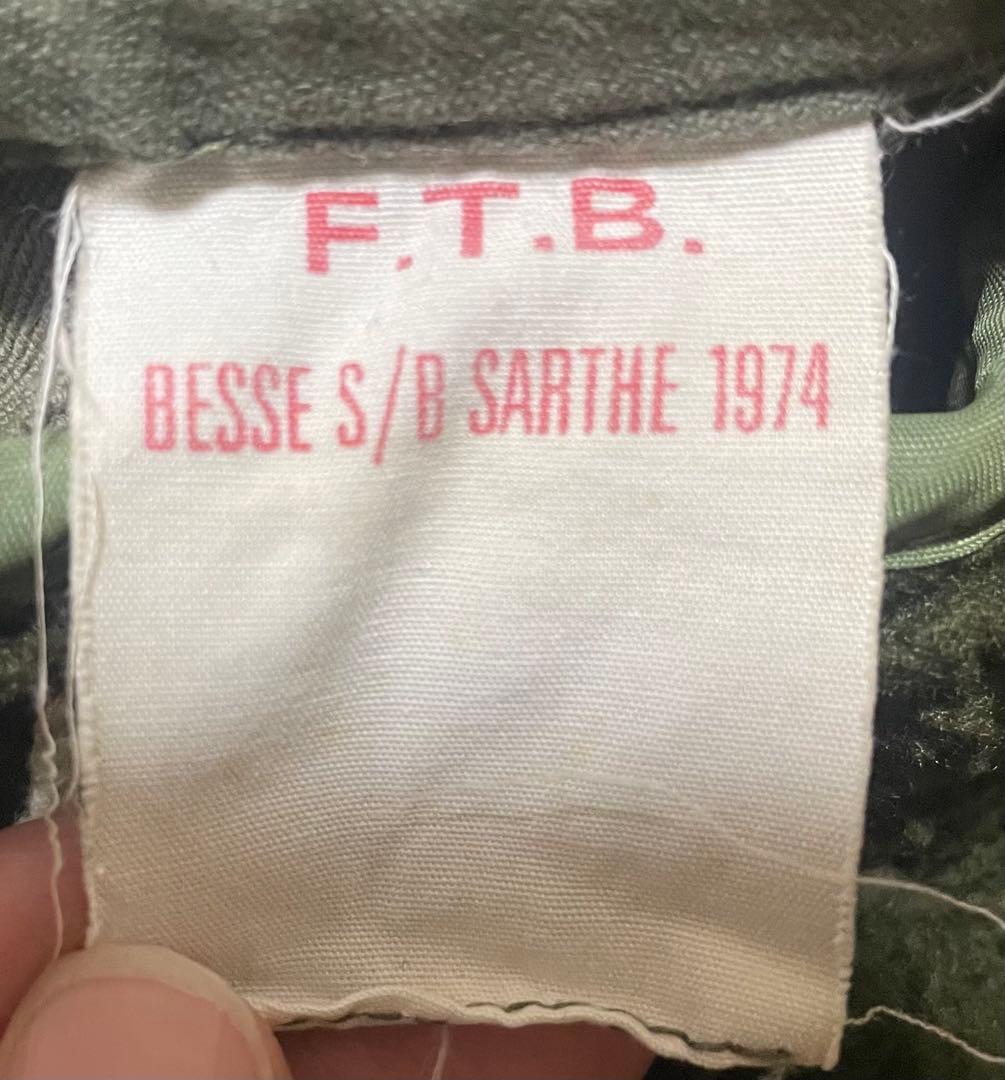 F.T.B.
BESSE S/B SARTHE 1974